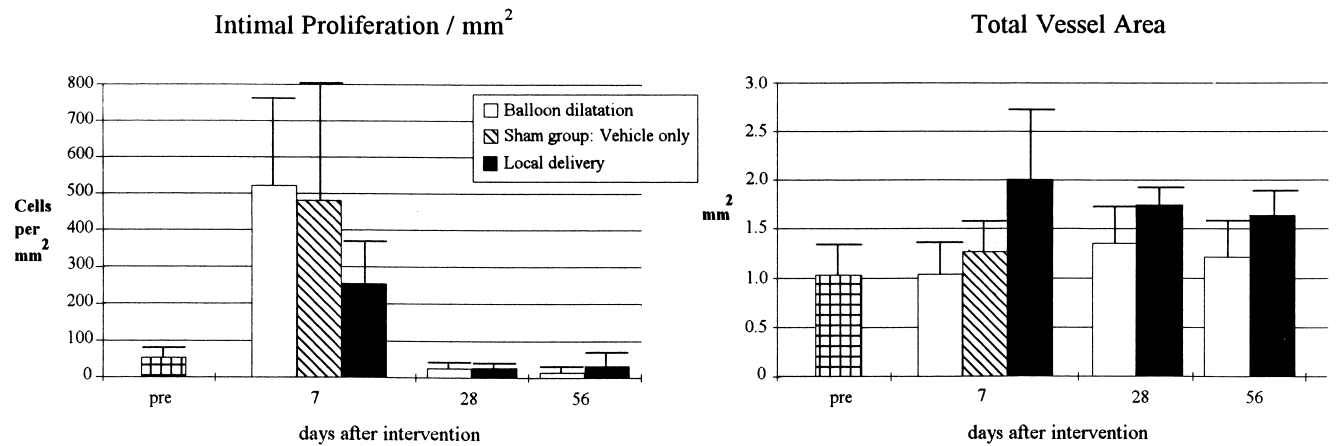 Intimal Proliferation / mm²
800
700
600
500
400
300
200
100
0
Cells
per
mm²
Balloon dilatation
Sham group: Vehicle only
Local delivery
pre 7 28 56
days after intervention
Total Vessel Area
3.0
2.5
2.0
1.5
1.0
0.5
0
mm²
pre 7 28 56
days after intervention